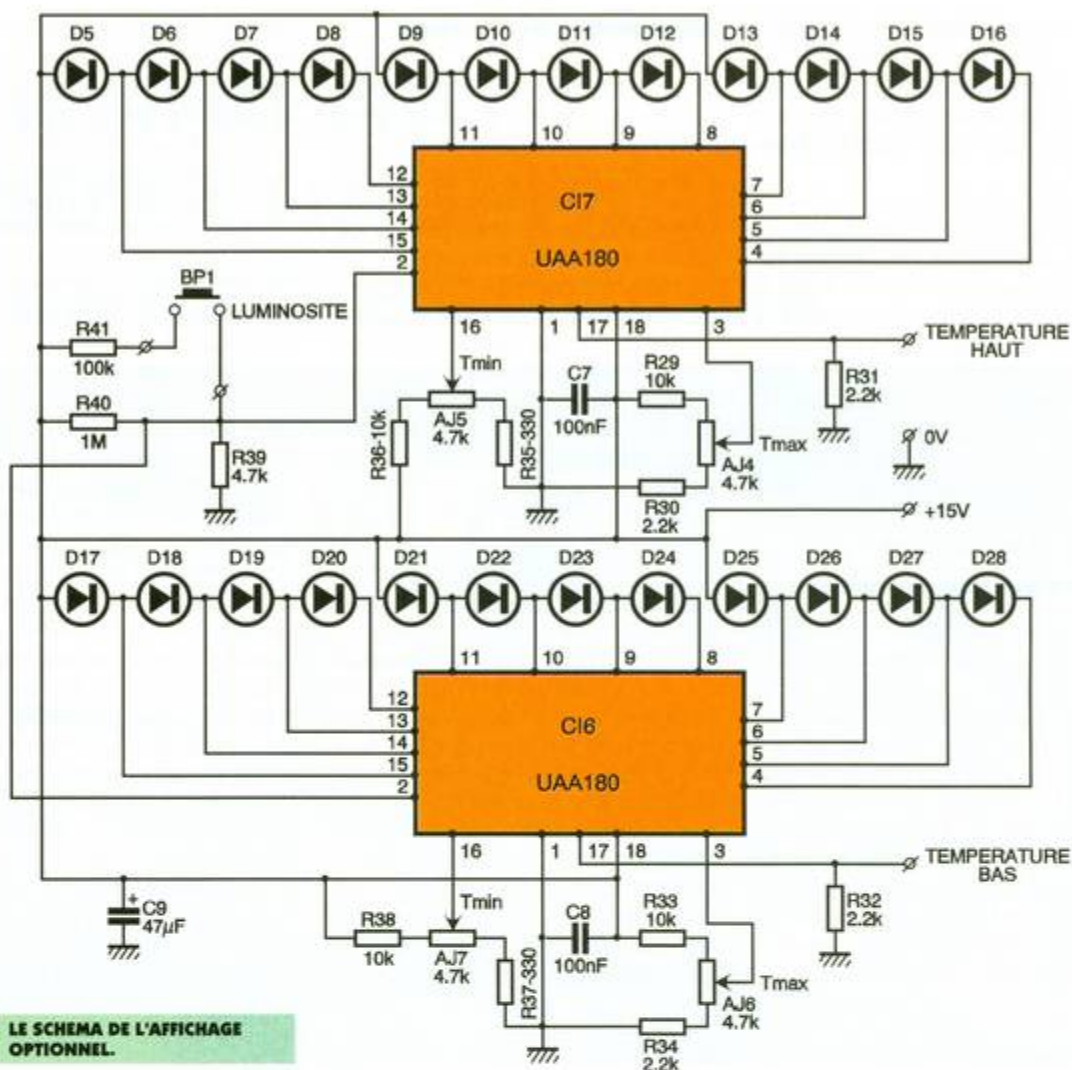 D5 D6 D7 D8 D9 D10 D11 D12 D13 D14 D15 D16
11 10 9 8
12
13
14
15
2
CI7
UAA180
7
6
5
4
BP1
LUMINOSITE
R41
100k
R40
1M
R39
4.7k
16 1 17 18 3
Tmin
AJ5
4.7k
R36-10k
R35-330
C7
100nF
R29
10k
Tmax
AJ4
4.7k
R30
2.2k
TEMPERATURE
HAUT
R31
2.2k
0V
+15V
D17 D18 D19 D20 D21 D22 D23 D24 D25 D26 D27 D28
11 10 9 8
12
13
14
15
2
CI6
UAA180
7
6
5
4
16 1 17 18 3
C9
+
47µF
R38
10k
Tmin
AJ7
4.7k
R37-330
C8
100nF
R33
10k
Tmax
AJ6
4.7k
R34
2.2k
TEMPERATURE
BAS
R32
2.2k
LE SCHEMA DE L'AFFICHAGE
OPTIONNEL.